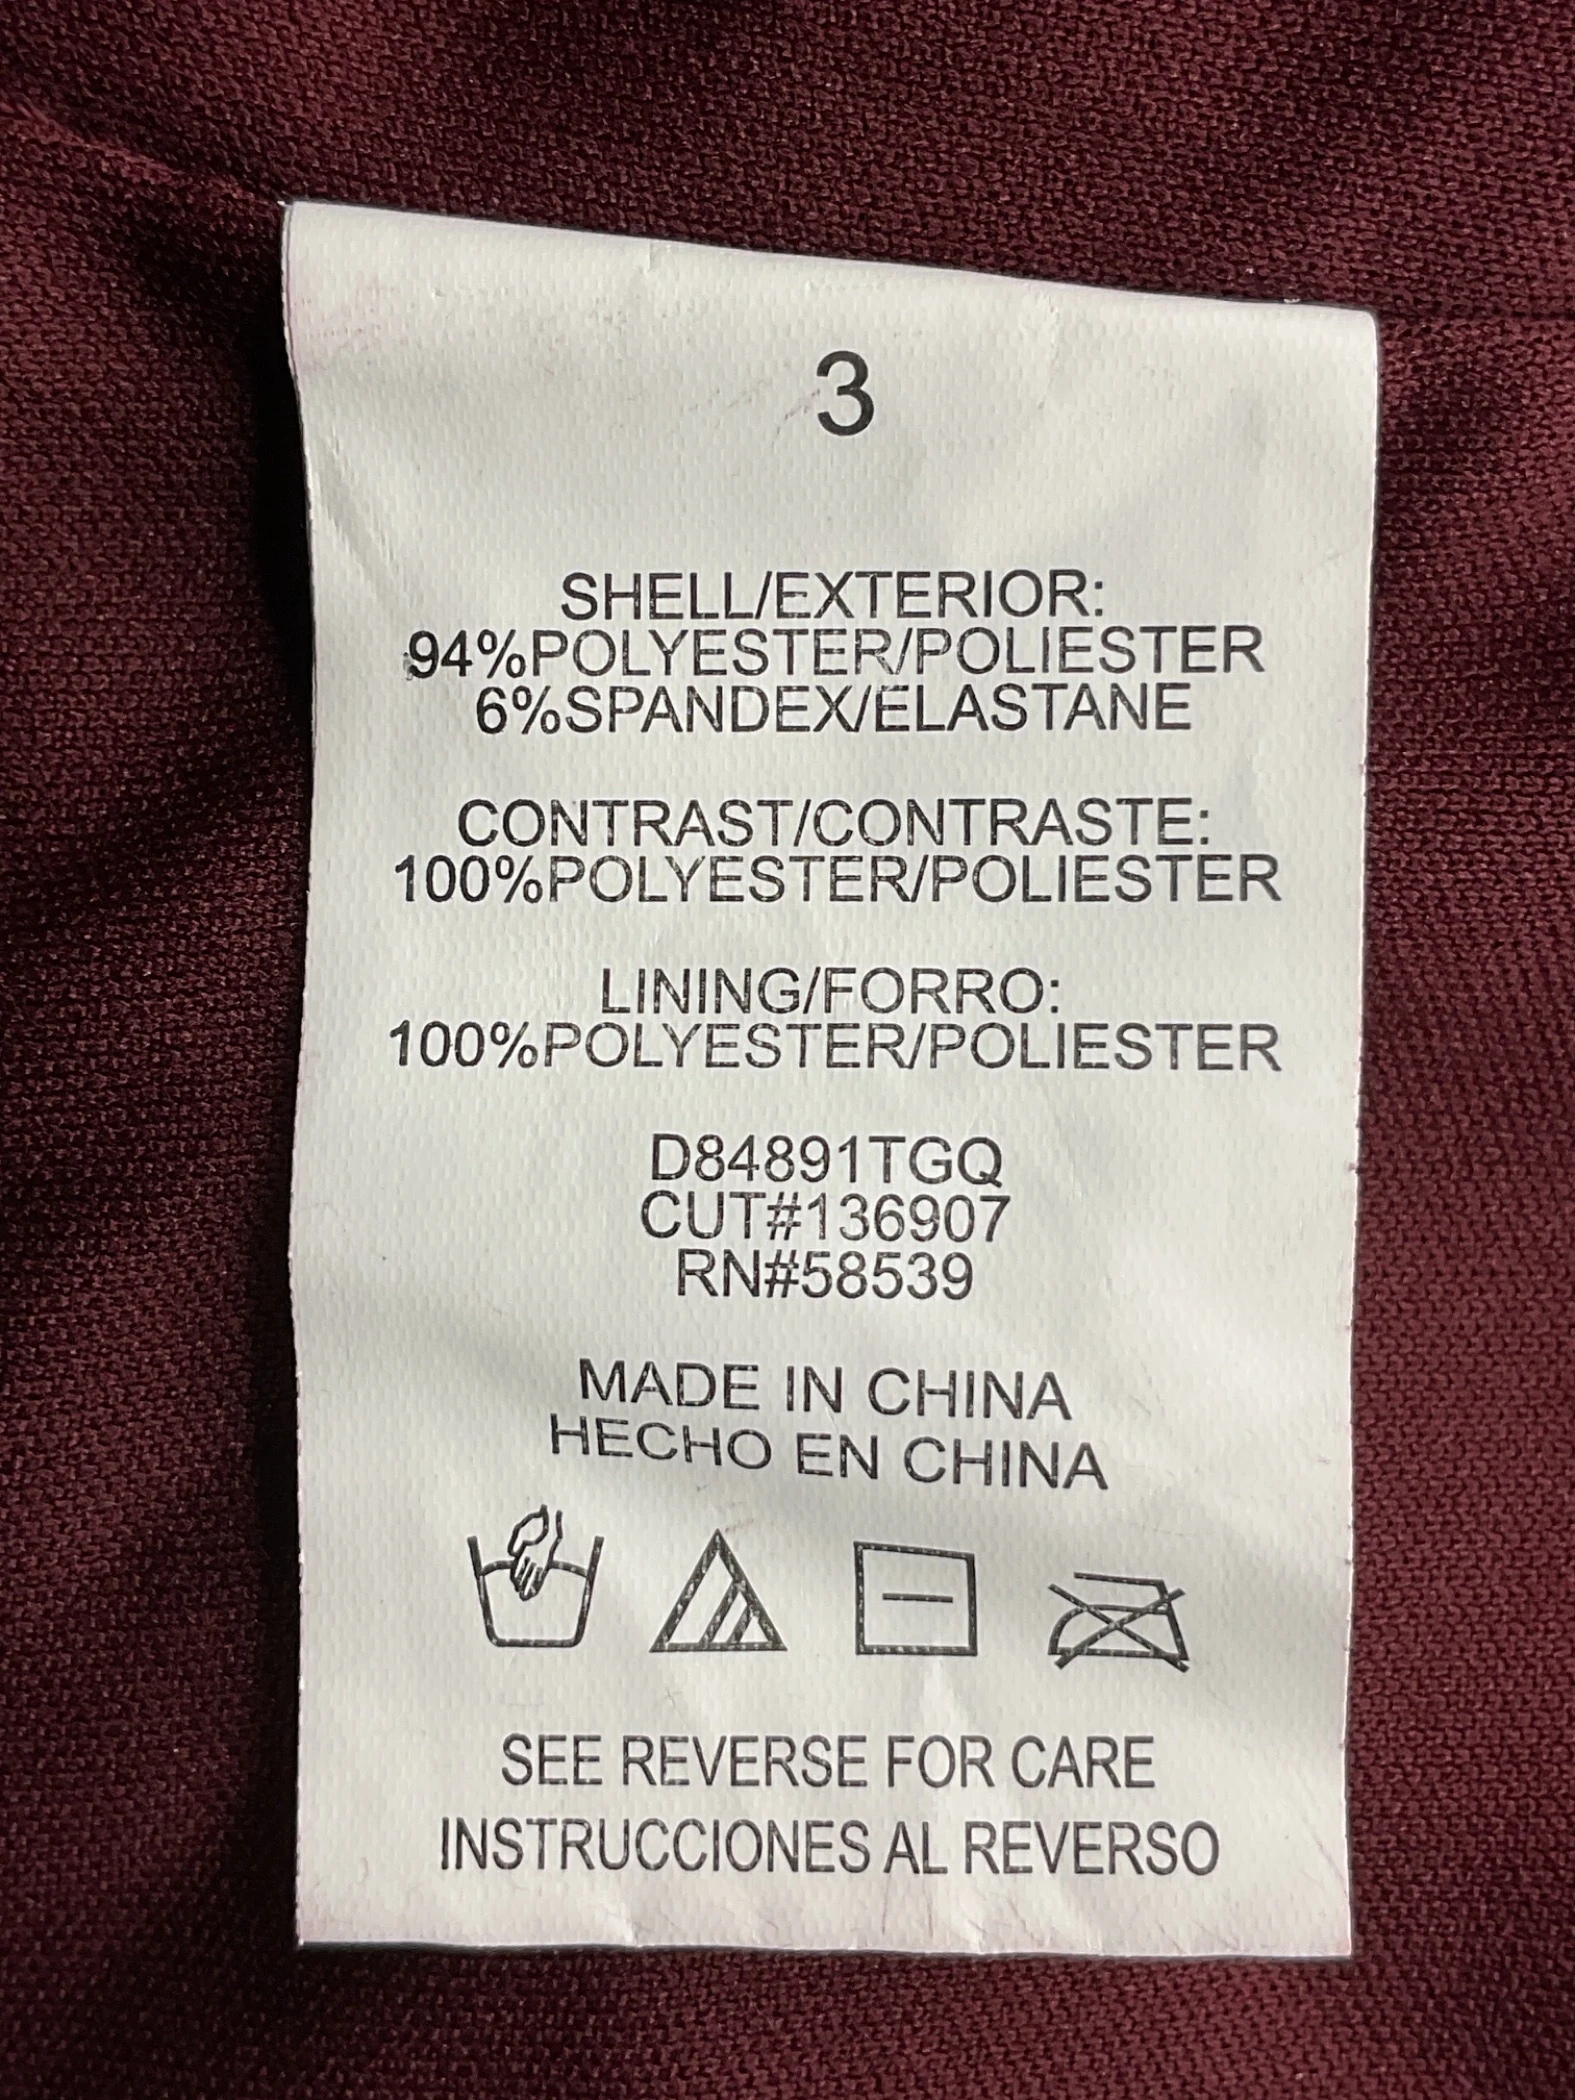 3
SHELL/EXTERIOR:
94%POLYESTER/POLIESTER
6%SPANDEX/ELASTANE
CONTRAST/CONTRASTE:
100%POLYESTER/POLIESTER
LINING/FORRO:
100%POLYESTER/POLIESTER
D84891TGQ
CUT#136907
RN#58539
MADE IN CHINA
HECHO EN CHINA
SEE REVERSE FOR CARE
INSTRUCCIONES AL REVERSO